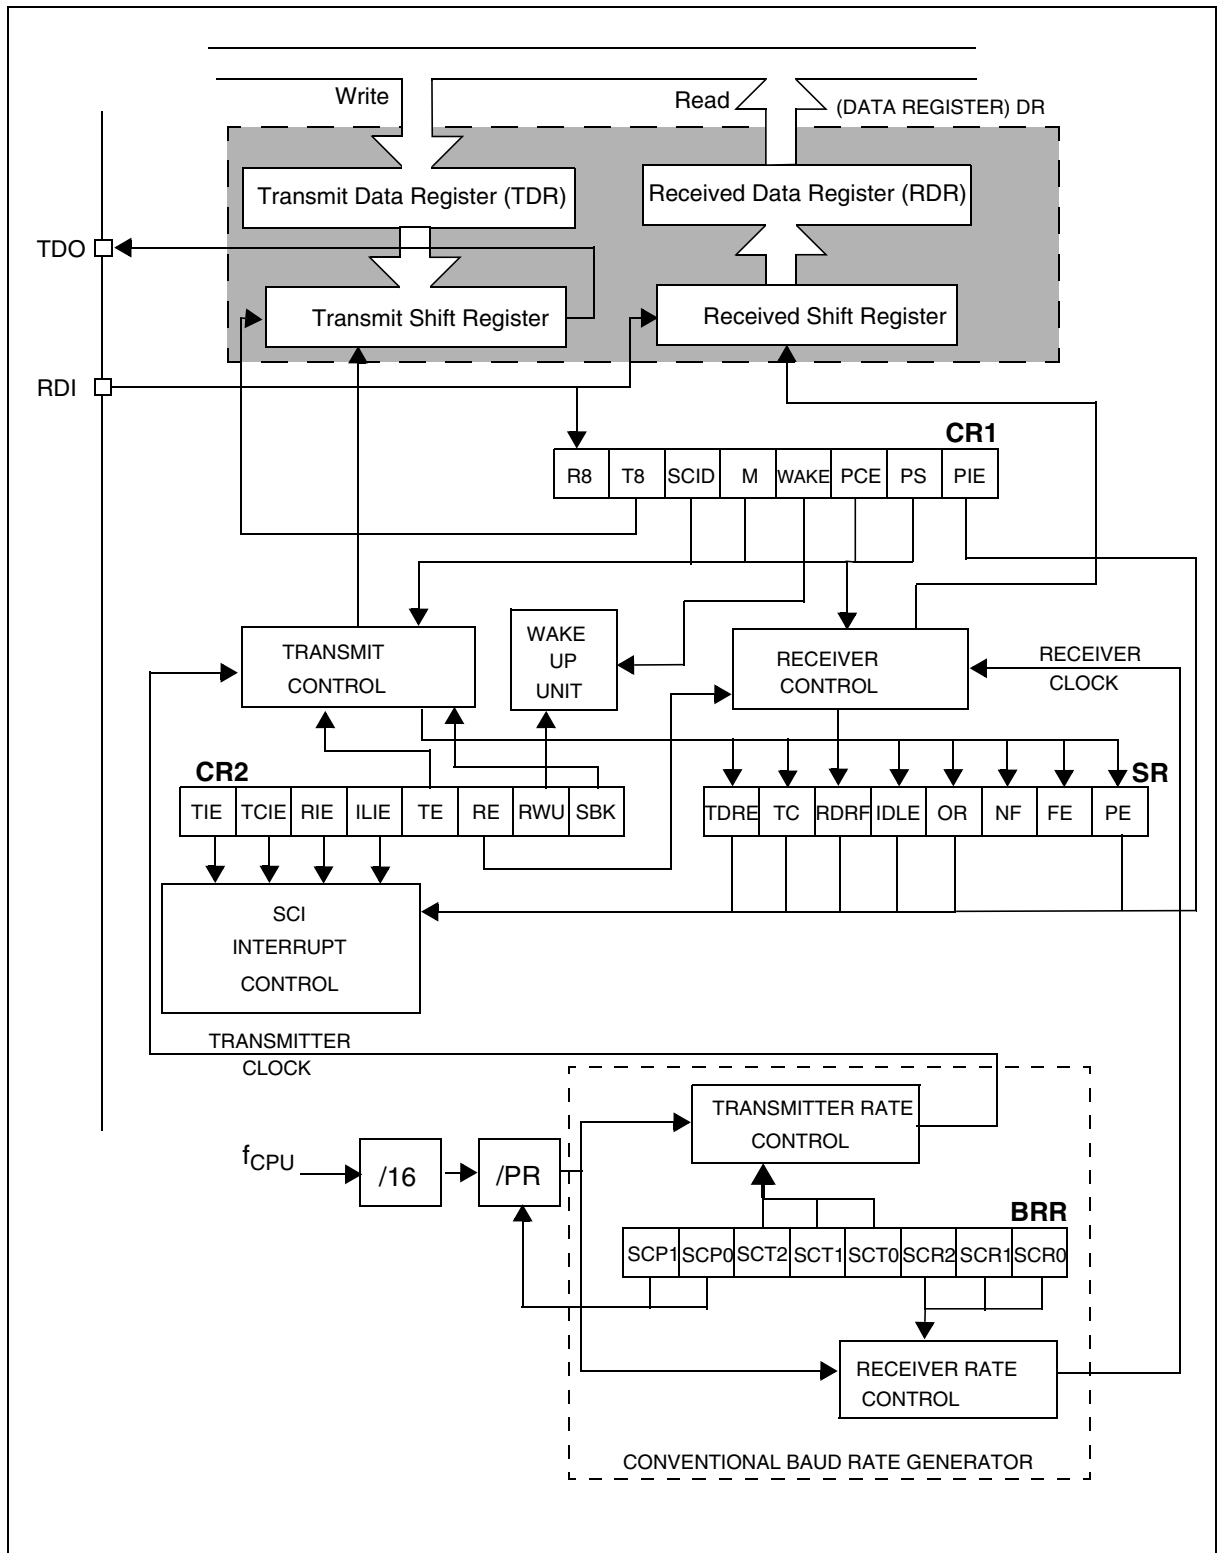 Write
Read
(DATA REGISTER) DR
Transmit Data Register (TDR)
Received Data Register (RDR)
TDO
Transmit Shift Register
Received Shift Register
RDI
CR1
R8 T8 SCID M WAKE PCE PS PIE
TRANSMIT
CONTROL
WAKE
UP
UNIT
RECEIVER
CONTROL
RECEIVER
CLOCK
CR2
SR
TIE TCIE RIE ILIE TE RE RWU SBK
TDRE TC RDRF IDLE OR NF FE PE
SCI
INTERRUPT
CONTROL
TRANSMITTER
CLOCK
TRANSMITTER RATE
CONTROL
fCPU
/16
/PR
BRR
SCP1 SCP0 SCT2 SCT1 SCT0 SCR2 SCR1 SCR0
RECEIVER RATE
CONTROL
CONVENTIONAL BAUD RATE GENERATOR